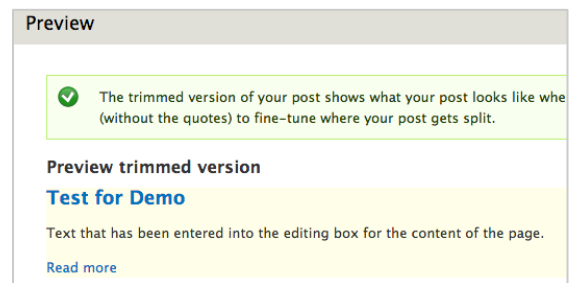 Preview
The trimmed version of your post shows what your post looks like
(without the quotes) to fine-tune where your post gets split.
Preview trimmed version
Test for Demo
Text that has been entered into the editing box for the content of the page.
Read more